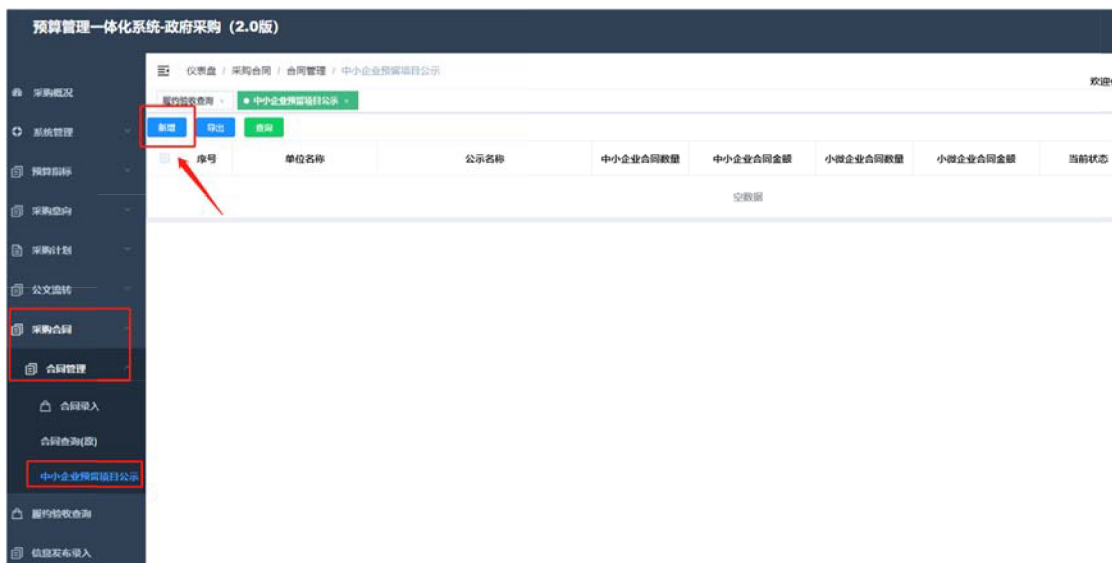 预算管理一体化系统-政府采购（2.0版）
仪表盘 / 采购合同 / 合同管理 / 中小企业预留项目公示
欢迎
履约验收查询
中小企业预留项目公示
新增 导出 查询
序号 单位名称 公示名称 中小企业合同数量 中小企业合同金额 小微企业合同数量 小微企业合同金额 当前状态
空数据
采购概况
系统管理
预算指标
采购意向
采购计划
公文流转
采购合同
合同管理
合同录入
合同查询(原)
中小企业预留项目公示
履约验收查询
信息发布录入